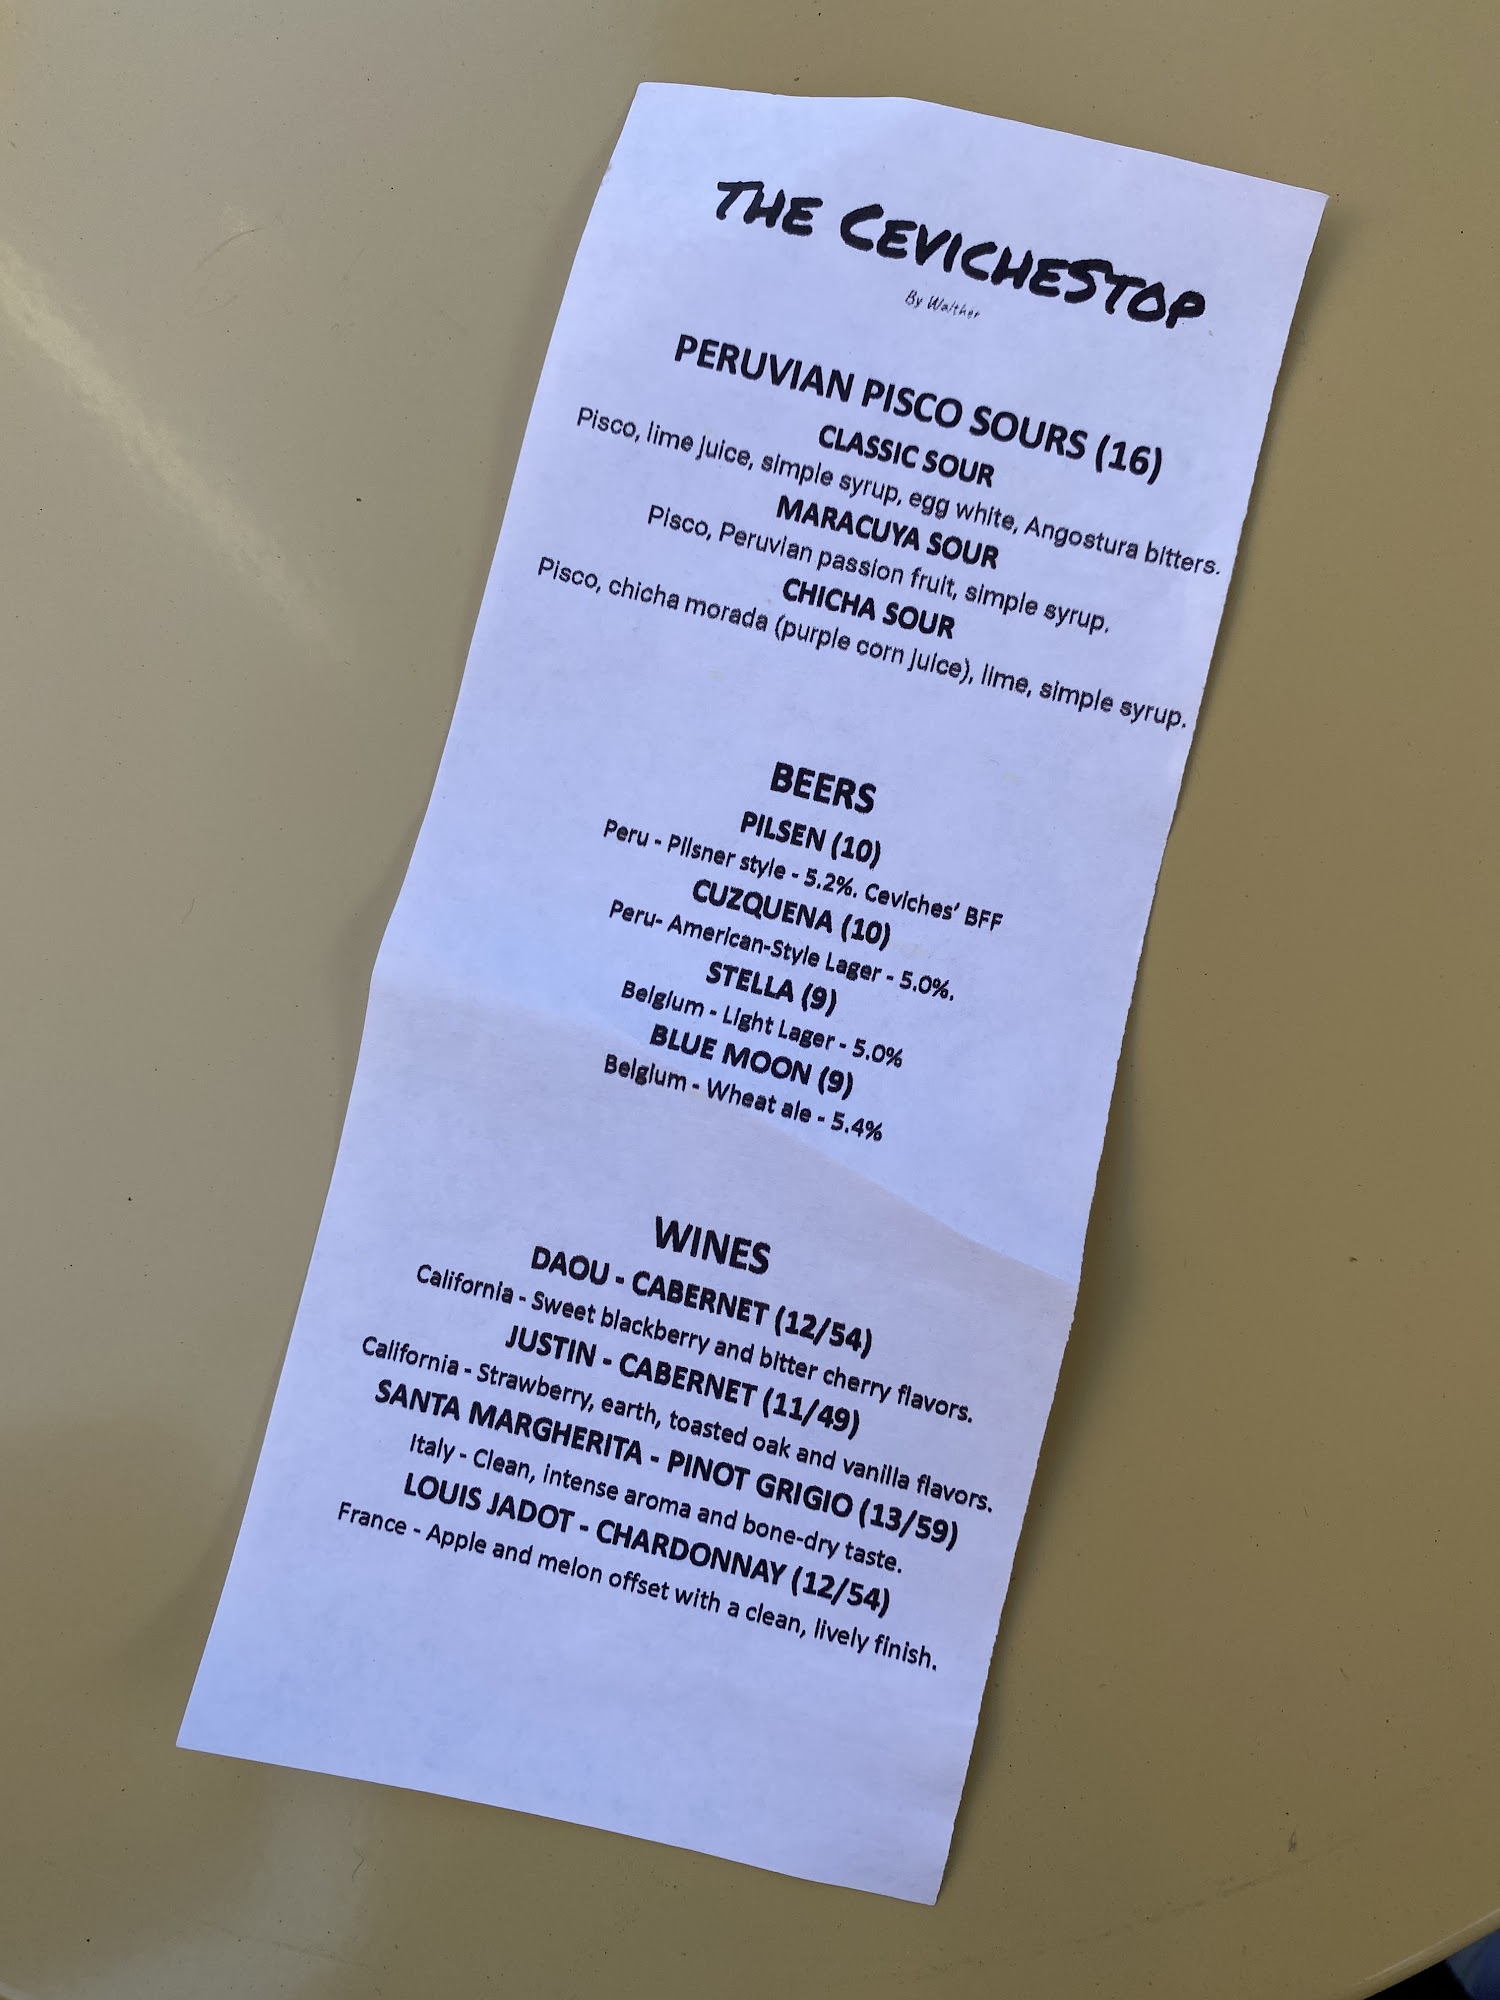 THE CEVICHESTOP
By Walther
PERUVIAN PISCO SOURS (16)
CLASSIC SOUR
Pisco, lime juice, simple syrup, egg white, Angostura bitters.
MARACUYA SOUR
Pisco, Peruvian passion fruit, simple syrup.
CHICHA SOUR
Pisco, chicha morada (purple corn juice), lime, simple syrup.
BEERS
PILSEN (10)
Peru - Pilsner style - 5.2%. Ceviches' BFF
CUZQUENA (10)
Peru- American-Style Lager - 5.0%.
STELLA (9)
Belgium - Light Lager - 5.0%
BLUE MOON (9)
Belgium - Wheat ale - 5.4%
WINES
DAOU - CABERNET (12/54)
California - Sweet blackberry and bitter cherry flavors.
JUSTIN - CABERNET (11/49)
California - Strawberry, earth, toasted oak and vanilla flavors.
SANTA MARGHERITA - PINOT GRIGIO (13/59)
Italy - Clean, intense aroma and bone-dry taste.
LOUIS JADOT - CHARDONNAY (12/54)
France - Apple and melon offset with a clean, lively finish.